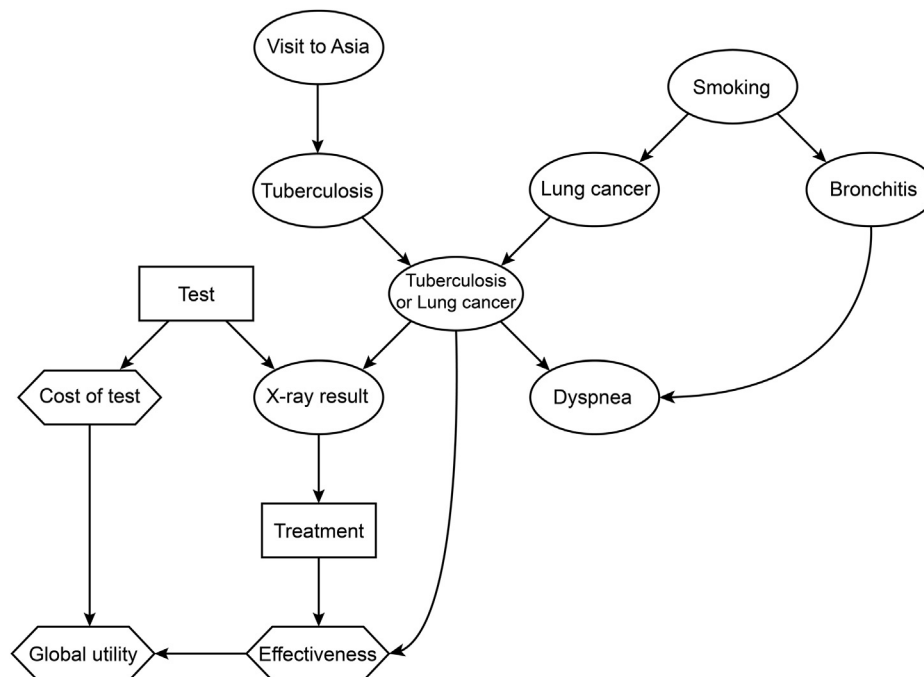 Visit to Asia
Smoking
Tuberculosis
Lung cancer
Bronchitis
Tuberculosis
or Lung cancer
Test
Cost of test
X-ray result
Dyspnea
Treatment
Global utility
Effectiveness